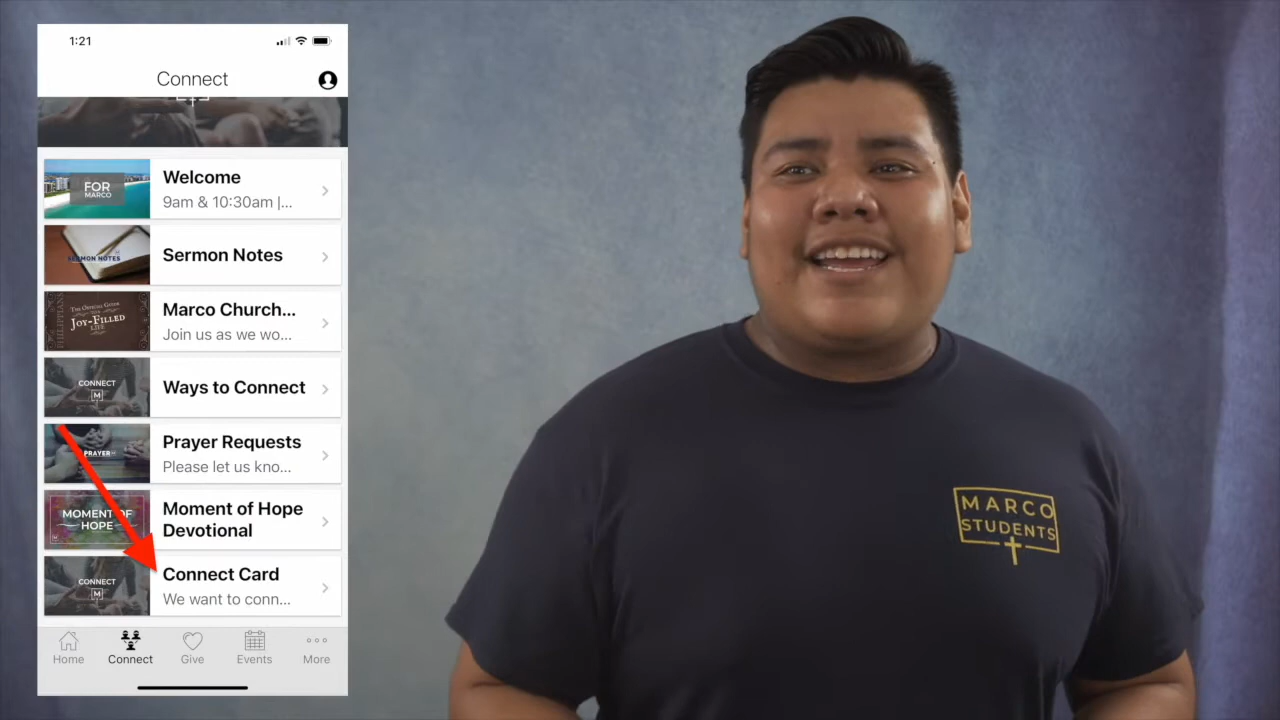 1:21
Connect
FOR
MARCO
Welcome
9am & 10:30am |...
SERMON NOTES
Sermon Notes
PHILIPPIANS
The Official Guide
TO THE
JOY-FILLED
LIFE
Marco Church...
Join us as we wo...
CONNECT
M
Ways to Connect
PRAYER
Prayer Requests
Please let us kno...
MOMENT OF
HOPE
Moment of Hope
Devotional
CONNECT
M
Connect Card
We want to conn...
Home
Connect
Give
Events
More
MARCO
STUDENTS